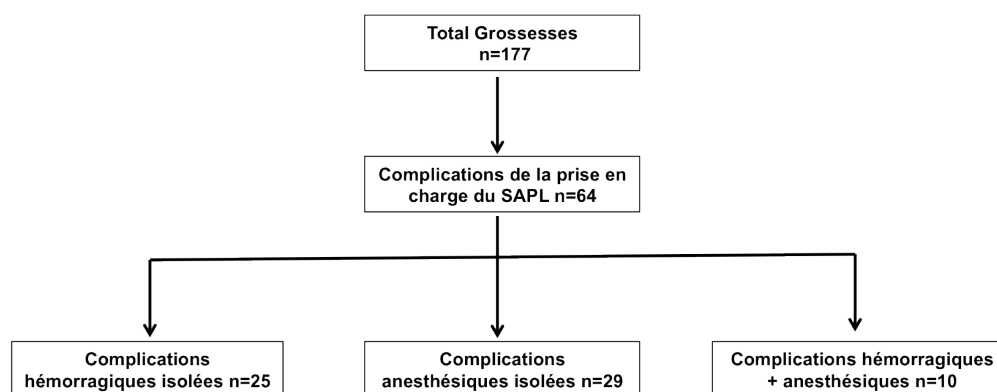 Total Grossesses
n=177
Complications de la prise en
charge du SAPL n=64
Complications
hémorragiques isolées n=25
Complications
anesthésiques isolées n=29
Complications hémorragiques
+ anesthésiques n=10